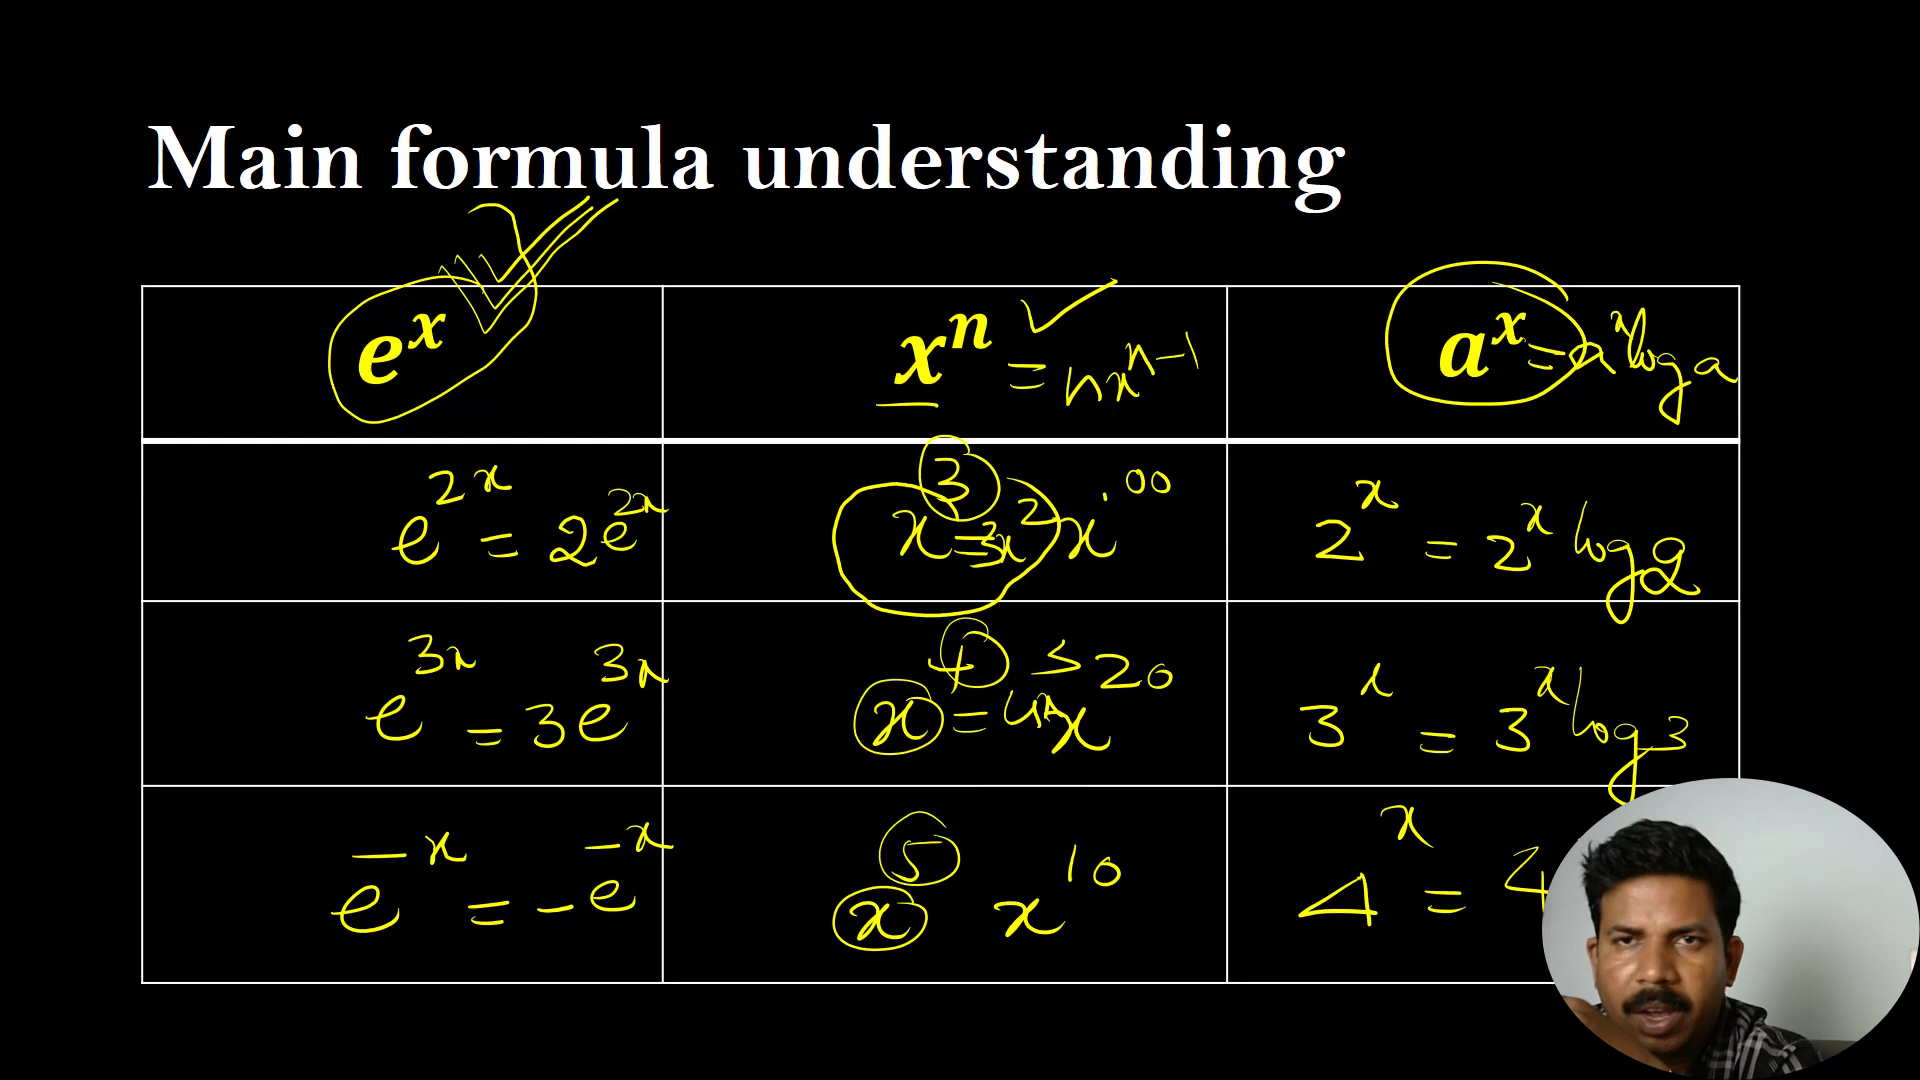 Main formula understanding
e^x
x^n = nx^{n-1}
a^x = a^x log a
e^{2x} = 2e^{2x}
x^3 = 3x^2 x^{100}
2^x = 2^x log 2
e^{3x} = 3e^{3x}
x^4 = x^{20}
3^x = 3^x log 3
e^{-x} = -e^{-x}
x^5 x^{10}
4^x = 4